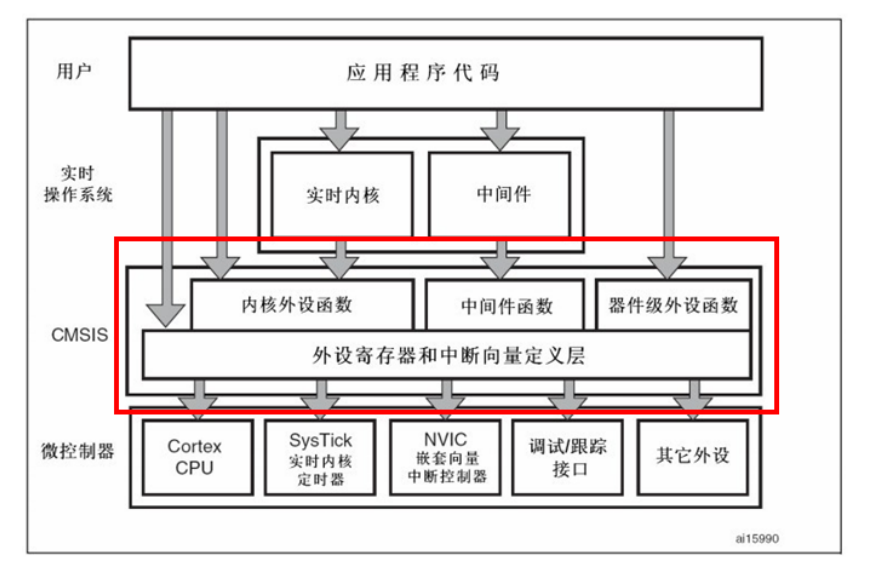 用户
应用程序代码
实时
操作系统
实时内核
中间件
CMSIS
内核外设函数
中间件函数
器件级外设函数
外设寄存器和中断向量定义层
微控制器
Cortex
CPU
SysTick
实时内核
定时器
NVIC
嵌套向量
中断控制器
调试/跟踪
接口
其它外设
ai15990